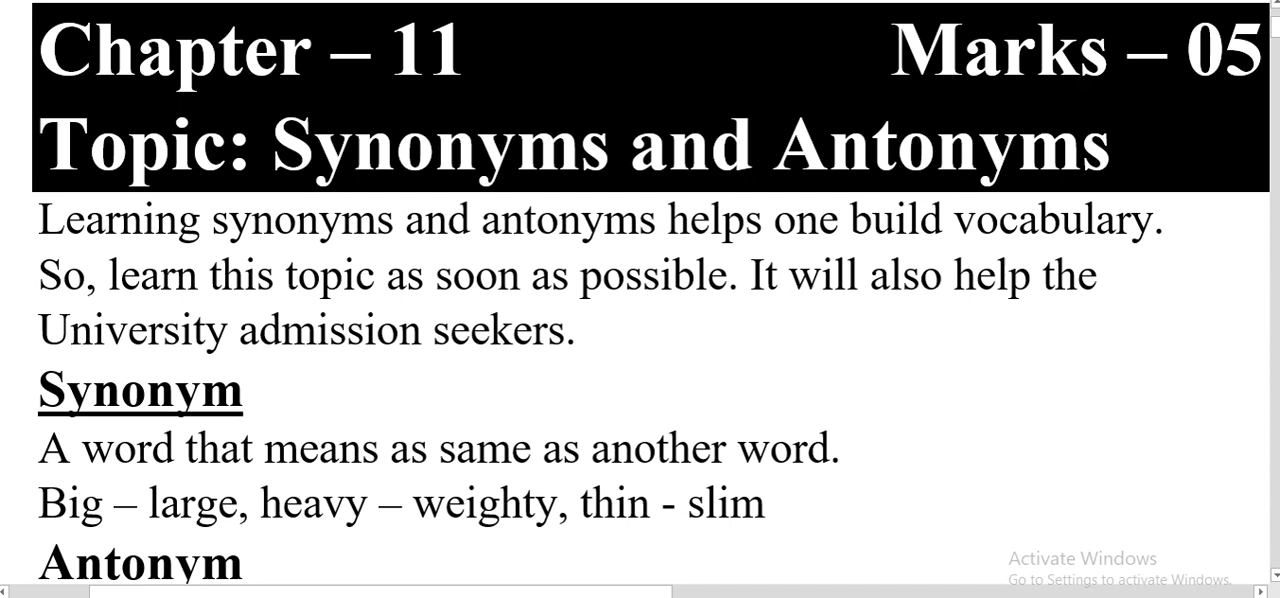 Chapter – 11 Marks – 05
Topic: Synonyms and Antonyms
Learning synonyms and antonyms helps one build vocabulary.
So, learn this topic as soon as possible. It will also help the
University admission seekers.
Synonym
A word that means as same as another word.
Big – large, heavy – weighty, thin - slim
Antonym
Activate Windows
Go to Settings to activate Windows.